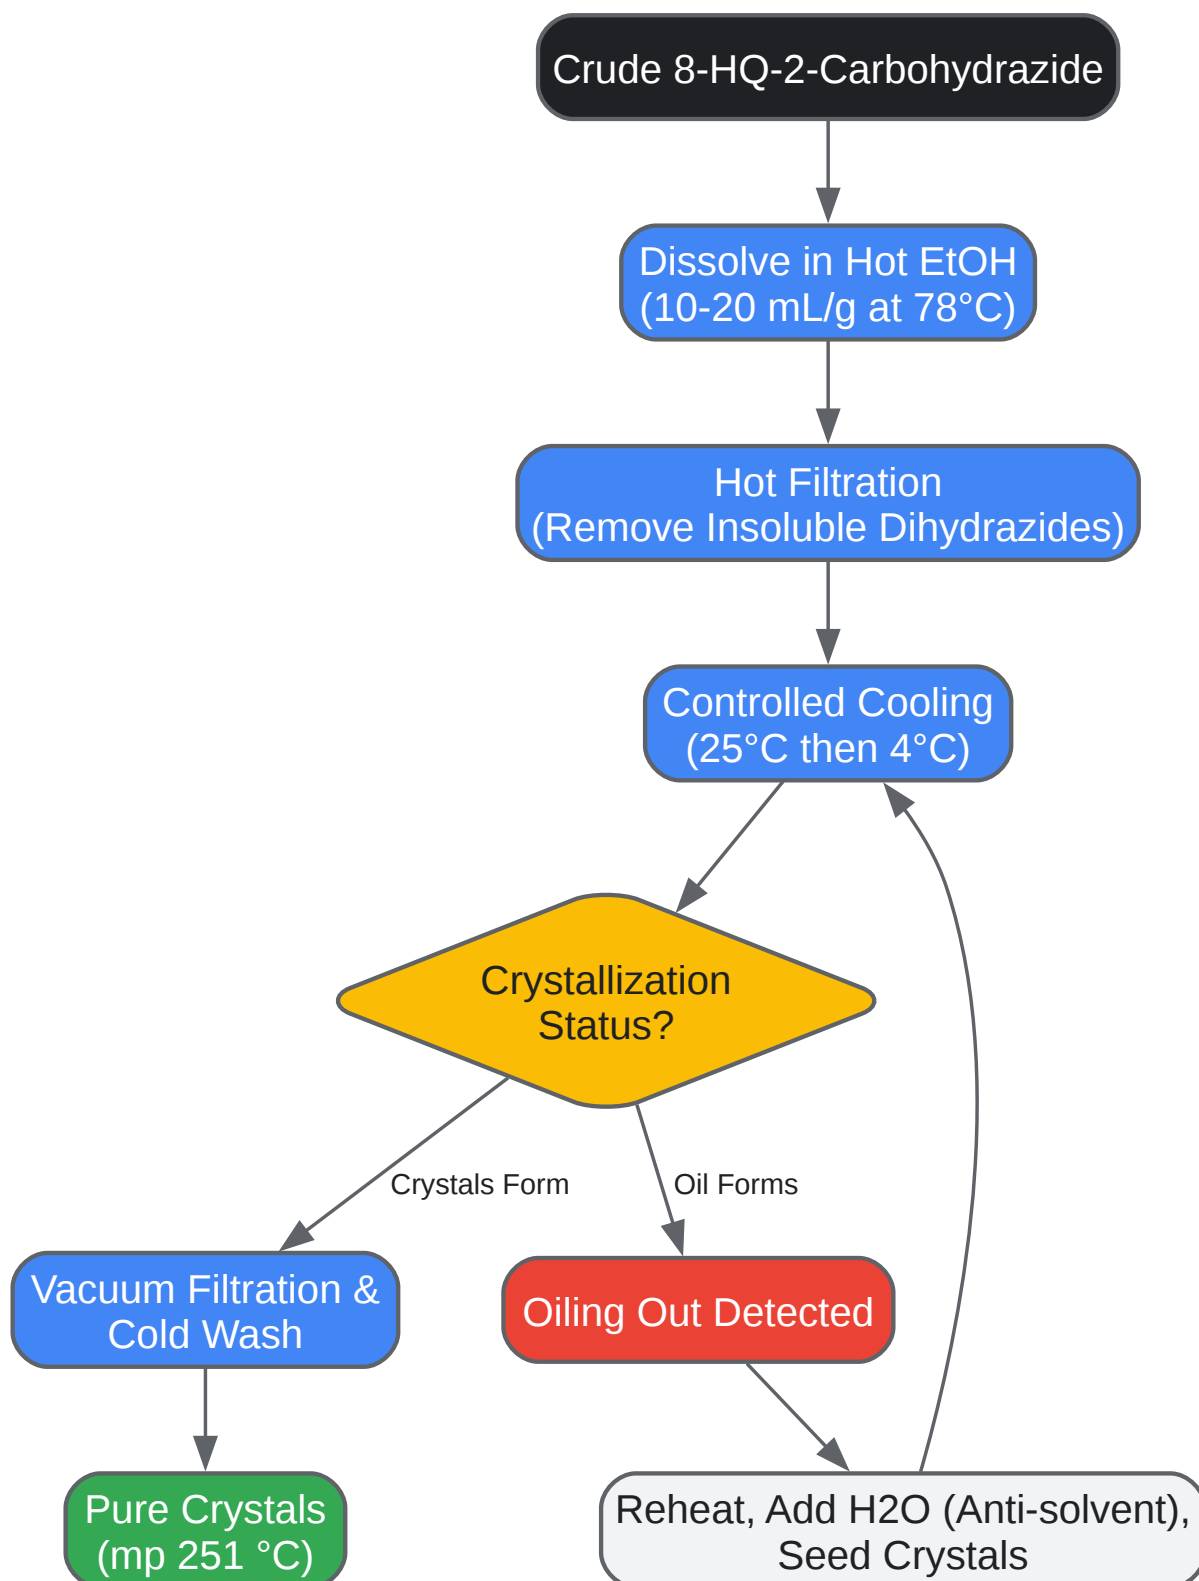 Crude 8-HQ-2-Carbohydrazide
Dissolve in Hot EtOH
(10-20 mL/g at 78°C)
Hot Filtration
(Remove Insoluble Dihydrazides)
Controlled Cooling
(25°C then 4°C)
Crystallization
Status?
Crystals Form
Oil Forms
Vacuum Filtration &
Cold Wash
Oiling Out Detected
Pure Crystals
(mp 251 °C)
Reheat, Add H2O (Anti-solvent),
Seed Crystals